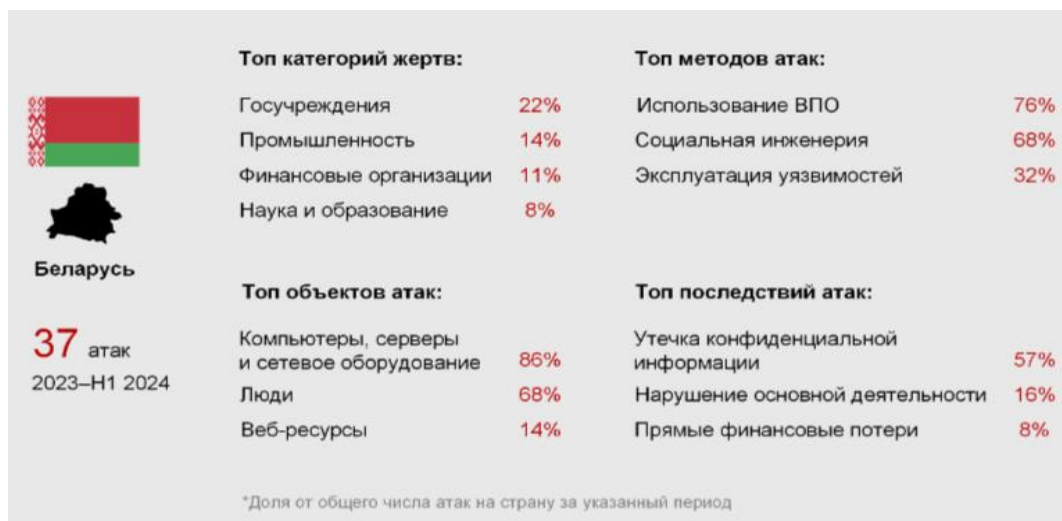 Беларусь
37 атак
2023–H1 2024
Топ категорий жертв:
Госучреждения 22%
Промышленность 14%
Финансовые организации 11%
Наука и образование 8%
Топ методов атак:
Использование ВПО 76%
Социальная инженерия 68%
Эксплуатация уязвимостей 32%
Топ объектов атак:
Компьютеры, серверы
и сетевое оборудование 86%
Люди 68%
Веб-ресурсы 14%
Топ последствий атак:
Утечка конфиденциальной
информации 57%
Нарушение основной деятельности 16%
Прямые финансовые потери 8%
*Доля от общего числа атак на страну за указанный период